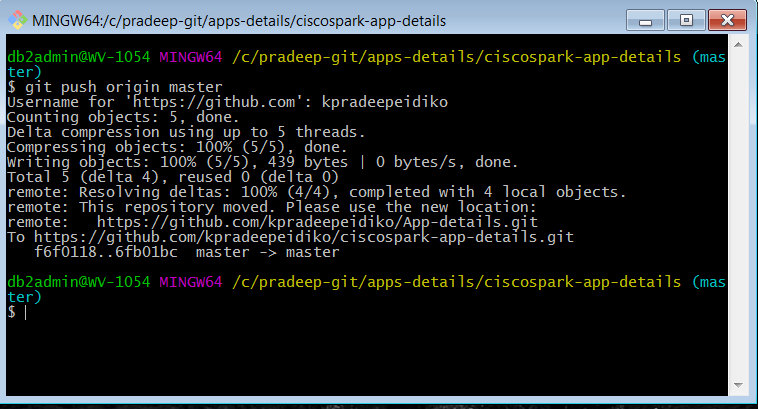 MINGW64:/c/pradeep-git/apps-details/ciscospark-app-details
db2admin@WV-1054 MINGW64 /c/pradeep-git/apps-details/ciscospark-app-details (mas
ter)
$ git push origin master
Username for 'https://github.com': kpradeepeidiko
Counting objects: 5, done.
Delta compression using up to 5 threads.
Compressing objects: 100% (5/5), done.
Writing objects: 100% (5/5), 439 bytes | 0 bytes/s, done.
Total 5 (delta 4), reused 0 (delta 0)
remote: Resolving deltas: 100% (4/4), completed with 4 local objects.
remote: This repository moved. Please use the new location:
remote:   https://github.com/kpradeepeidiko/App-details.git
To https://github.com/kpradeepeidiko/ciscospark-app-details.git
   f6f0118..6fb01bc  master -> master
db2admin@WV-1054 MINGW64 /c/pradeep-git/apps-details/ciscospark-app-details (mas
ter)
$